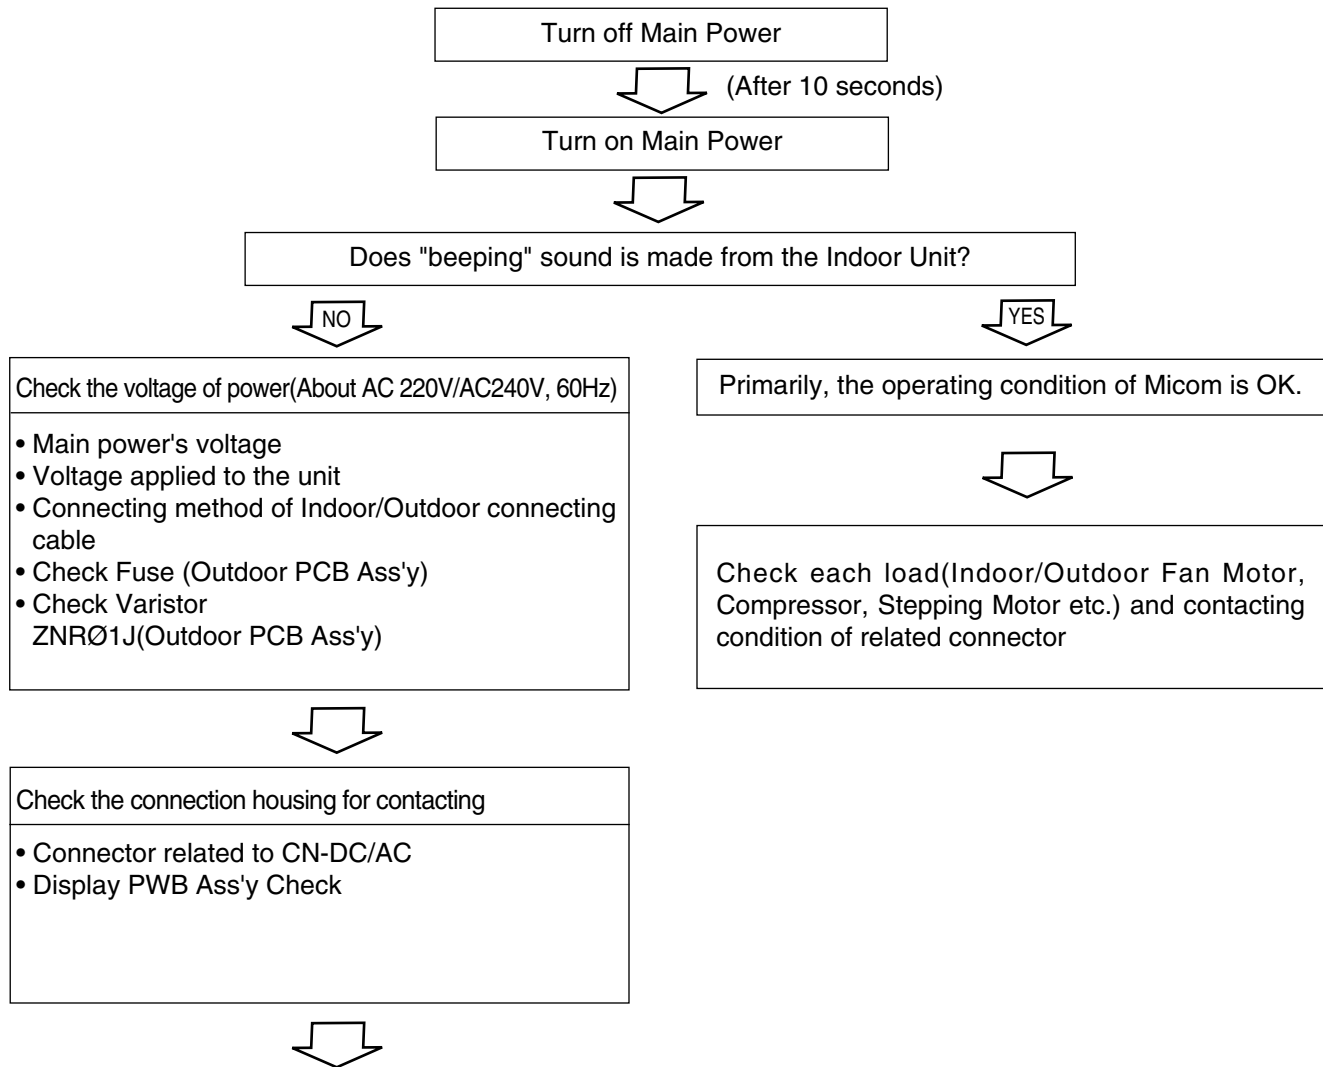 Turn off Main Power
(After 10 seconds)
Turn on Main Power
Does "beeping" sound is made from the Indoor Unit?
NO
YES
Check the voltage of power(About AC 220V/AC240V, 60Hz)
• Main power's voltage
• Voltage applied to the unit
• Connecting method of Indoor/Outdoor connecting
cable
• Check Fuse (Outdoor PCB Ass'y)
• Check Varistor
ZNRØ1J(Outdoor PCB Ass'y)
Primarily, the operating condition of Micom is OK.
Check each load(Indoor/Outdoor Fan Motor,
Compressor, Stepping Motor etc.) and contacting
condition of related connector
Check the connection housing for contacting
• Connector related to CN-DC/AC
• Display PWB Ass'y Check